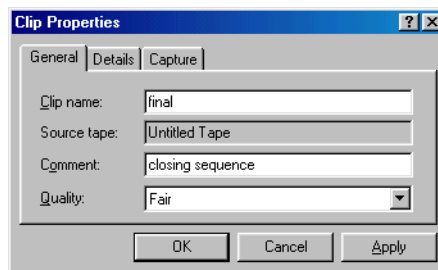 Clip Properties
General Details Capture
Clip name: final
Source tape: Untitled Tape
Comment: closing sequence
Quality: Fair
OK Cancel Apply